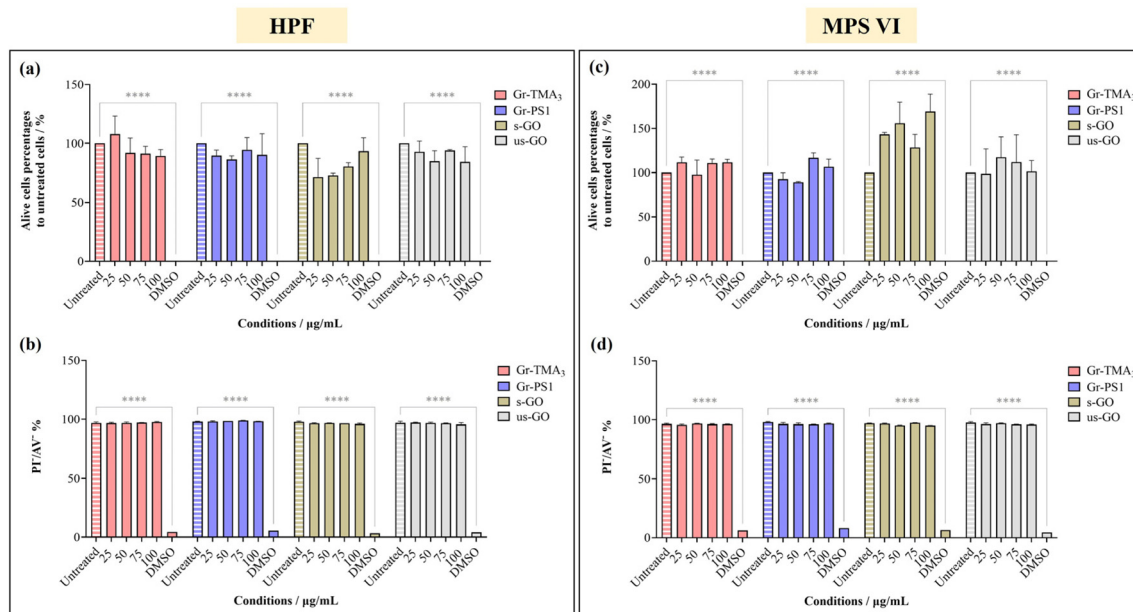 HPF
MPS VI
(a)
Alive cells percentages
to untreated cells / %
150
100
50
0
****
****
****
****
Gr-TMA₃
Gr-PS1
s-GO
us-GO
Untreated 25 50 75 100 DMSO Untreated 25 50 75 100 DMSO Untreated 25 50 75 100 DMSO Untreated 25 50 75 100 DMSO
Conditions / µg/mL
(b)
PI⁻/AV⁻ %
150
100
50
0
****
****
****
****
Gr-TMA₃
Gr-PS1
s-GO
us-GO
Untreated 25 50 75 100 DMSO Untreated 25 50 75 100 DMSO Untreated 25 50 75 100 DMSO Untreated 25 50 75 100 DMSO
Conditions / µg/mL
(c)
Alive cells percentages
to untreated cells / %
200
150
100
50
0
****
****
****
****
Gr-TMA₃
Gr-PS1
s-GO
us-GO
Untreated 25 50 75 100 DMSO Untreated 25 50 75 100 DMSO Untreated 25 50 75 100 DMSO Untreated 25 50 75 100 DMSO
Conditions / µg/mL
(d)
PI⁻/AV⁻ %
150
100
50
0
****
****
****
****
Gr-TMA₃
Gr-PS1
s-GO
us-GO
Untreated 25 50 75 100 DMSO Untreated 25 50 75 100 DMSO Untreated 25 50 75 100 DMSO Untreated 25 50 75 100 DMSO
Conditions / µg/mL